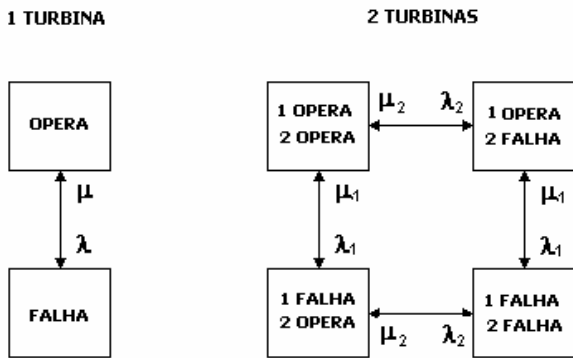 1 TURBINA
2 TURBINAS
OPERA
μ
λ
FALHA
1 OPERA
2 OPERA
μ2
λ2
1 OPERA
2 FALHA
μ1
λ1
μ1
λ1
1 FALHA
2 OPERA
μ2
λ2
1 FALHA
2 FALHA